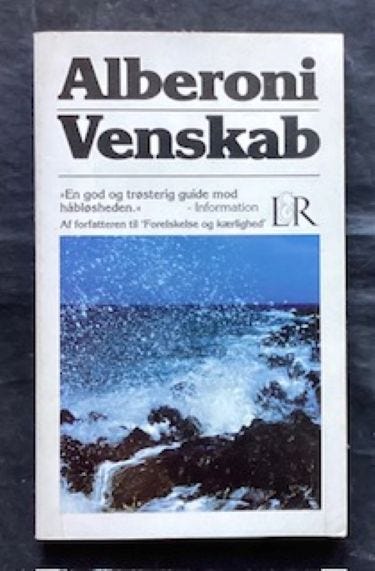 Alberoni
Venskab
»En god og trøsterig guide mod
håbløsheden.« - Information
Af forfatteren til 'Forelskelse og kærlighed'
L&R